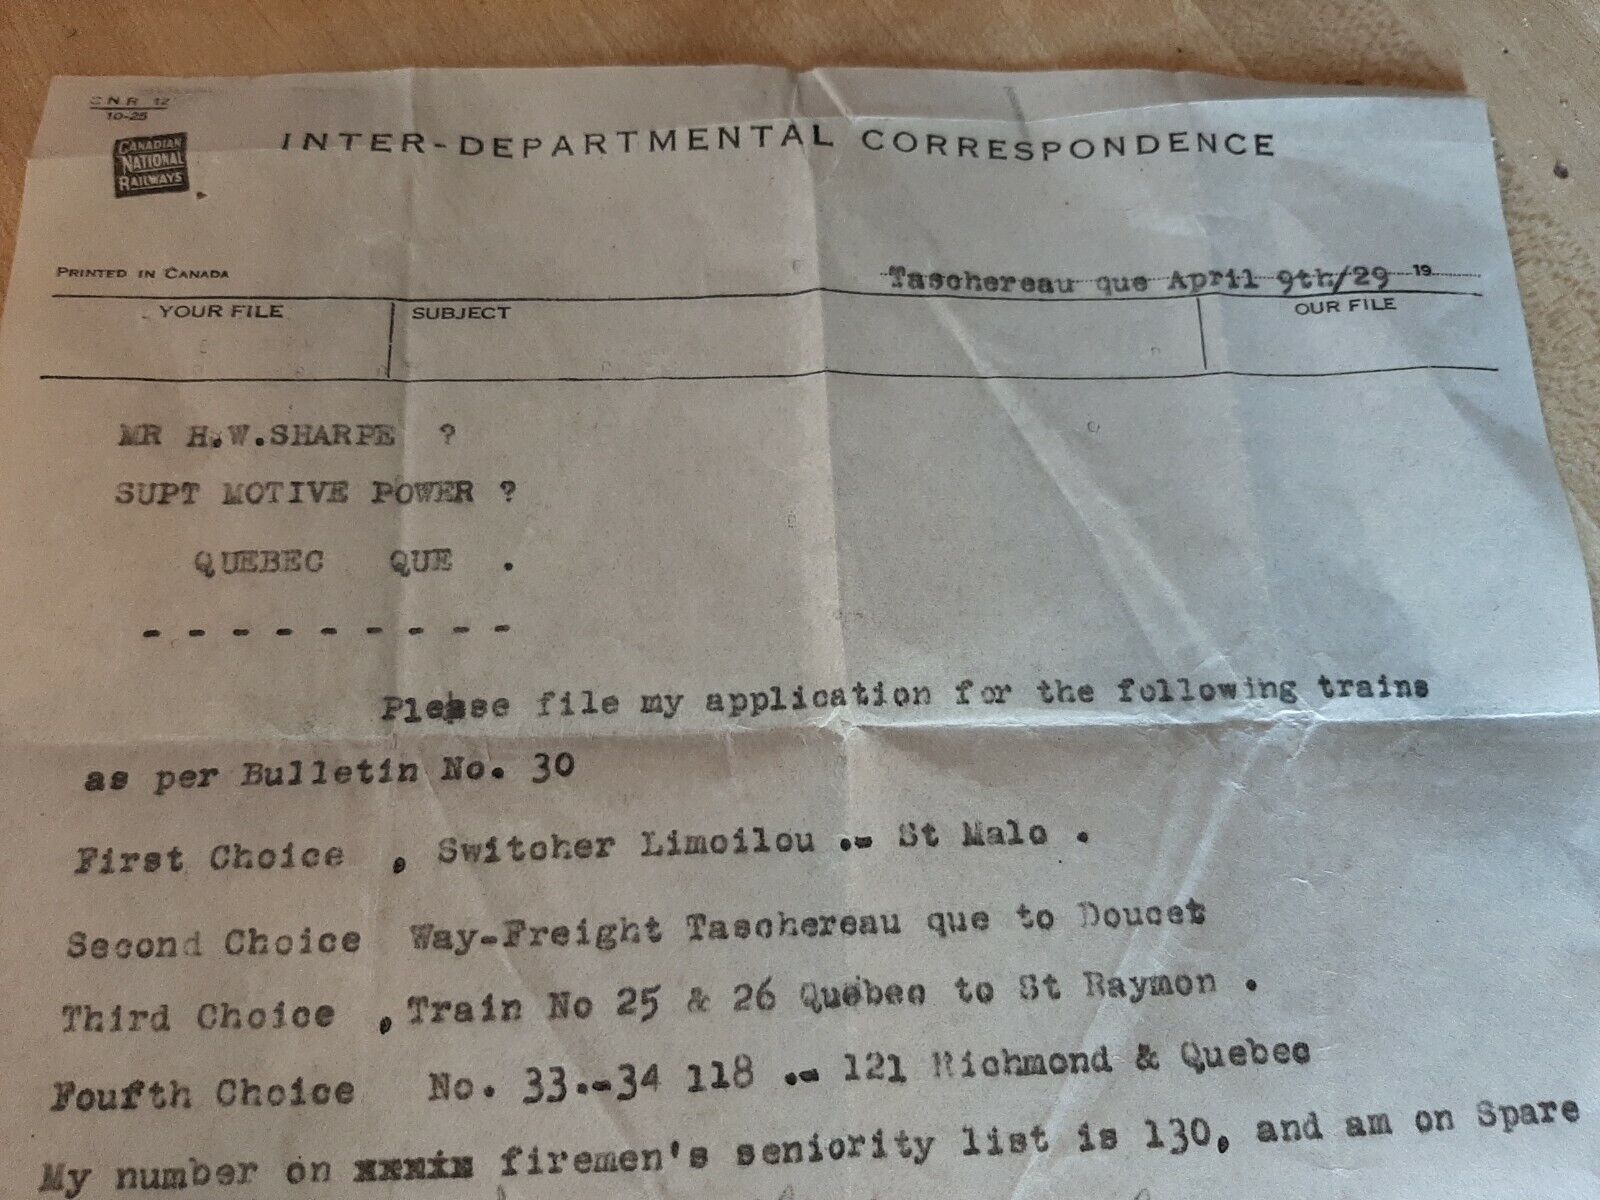 C.N.R. 12
10-25
CANADIAN
NATIONAL
RAILWAYS
INTER-DEPARTMENTAL CORRESPONDENCE
PRINTED IN CANADA
Taschereau que April 9th/29 19
YOUR FILE SUBJECT OUR FILE
MR H.W.SHARPE ?
SUPT MOTIVE POWER ?
QUEBEC QUE .
- - - - - - - - - -
Please file my application for the following trains
as per Bulletin No. 30
First Choice , Switcher Limoilou .- St Malo .
Second Choice Way-Freight Taschereau que to Doucet
Third Choice , Train No 25 & 26 Quebec to St Raymon .
Fourth Choice No. 33.-34 118 .- 121 Richmond & Quebec
My number on firemen's seniority list is 130, and am on Spare